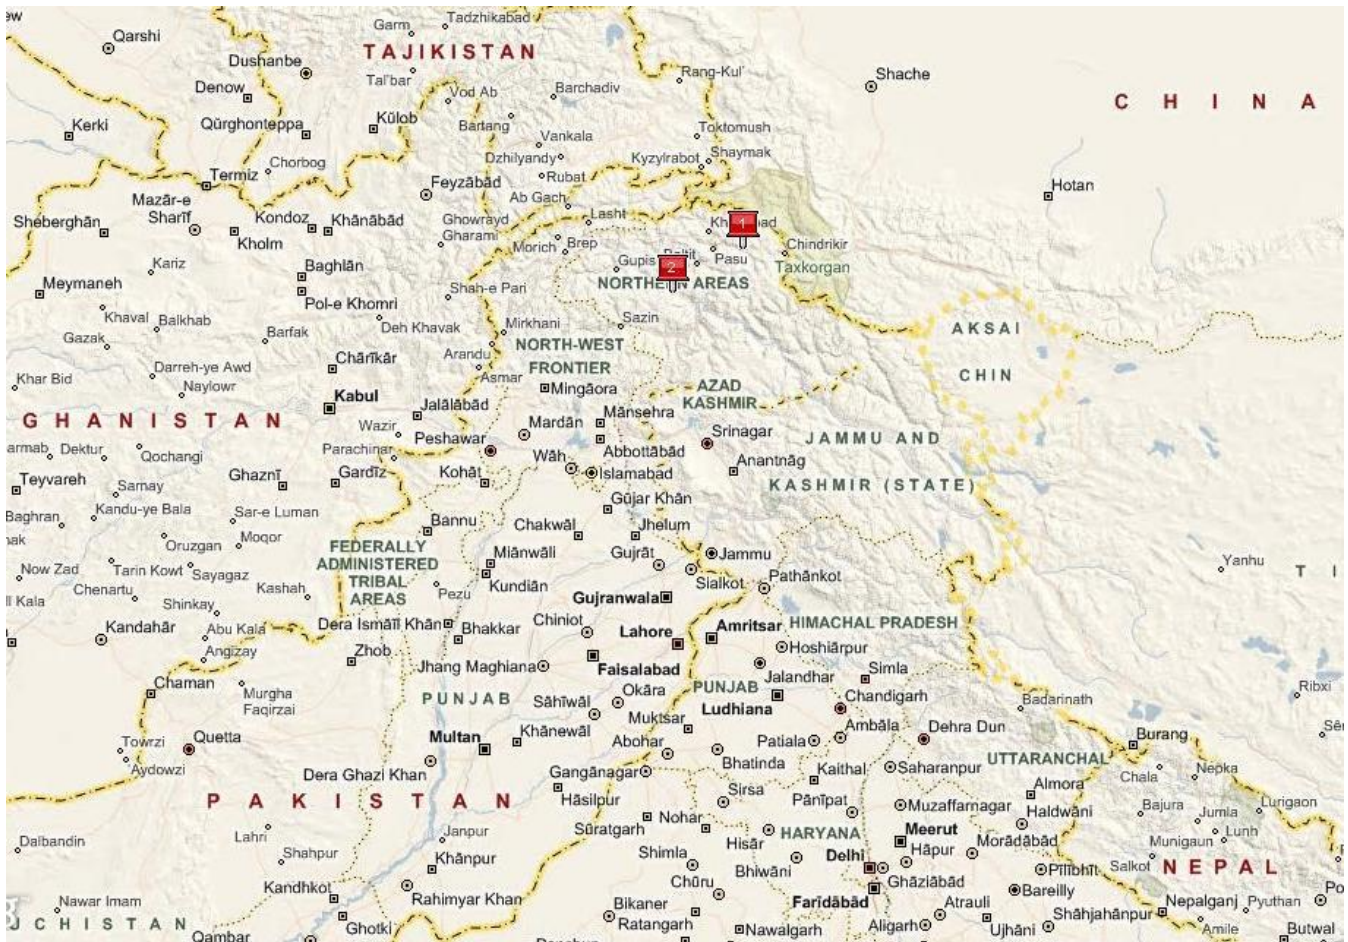 Qarshi
Garm
Tadzhikabad
TAJIKISTAN
Dushanbe
Tal'bar
Rang-Kul'
Shache
Denow
Vod Ab
Barchadiv
CHINA
Kerki
Qŭrghonteppa
Kŭlob
Bartang
Vankala
Toktomush
Chorbog
Dzhilyandy
Kyzylrabot
Shaymak
Termiz
Feyzābād
Rubat
Hotan
Mazār-e
Sharīf
Ab Gach
Sheberghān
Kondoz
Khānābād
Ghowrayd
Gharami
Lasht
1
Kholm
Morich
Brep
Chindrikir
Kariz
Baghlān
Gupis
2
Pasu
Taxkorgan
Meymaneh
Pol-e Khomri
Shah-e Pari
NORTHERN AREAS
Khaval
Balkhab
Barfak
Deh Khavak
Mirkhani
Sazin
AKSAI
CHIN
Gazak
Chārīkār
Arandu
NORTH-WEST
FRONTIER
Khar Bid
Darreh-ye Awd
Naylowr
Asmar
Mingāora
AZAD
KASHMIR
Kabul
Jalālābād
Mānsehra
GHANISTAN
Wazir
Mardān
Srinagar
JAMMU AND
KASHMIR (STATE)
Dektur
Qochangi
Parachinar
Peshawar
Wāh
Abbottābād
Anantnāg
Teyvareh
Ghaznī
Gardīz
Kohāt
Islamabad
Sarnay
Gūjar Khān
Baghran
Kandu-ye Bala
Sar-e Luman
Bannu
Chakwāl
Jhelum
Oruzgan
Moqor
FEDERALLY
ADMINISTERED
TRIBAL
AREAS
Miānwāli
Gujrāt
Jammu
Yanhu
Now Zad
Tarin Kowt
Sayagaz
Kundiān
Sialkot
Pathānkot
TI
Chenartu
Kashah
Pezu
Gujranwala
ll Kala
Shinkay
Dera Ismāīl Khān
Chiniot
Amritsar
HIMACHAL PRADESH
Kandahār
Abu Kala
Bhakkar
Lahore
Hoshiārpur
Angizay
Zhob
Jhang Maghiana
Faisalabad
Jalandhar
Simla
Chaman
Murgha
Faqirzai
PUNJAB
Okāra
PUNJAB
Chandigarh
Badarinath
Ribxi
Sāhīwāl
Ludhiana
Muktsar
Ambāla
Dehra Dun
Towrzi
Quetta
Multan
Khānewāl
Abohar
Patiala
Burang
Aydowzi
Dera Ghazi Khan
Gangānagar
Bhatinda
Kaithal
Saharanpur
UTTARANCHAL
Chala
Nepka
PAKISTAN
Hāsilpur
Sirsa
Pānīpat
Muzaffarnagar
Almora
Haldwāni
Bajura
Jumla
Lurigaon
Lahri
Janpur
Sūratgarh
Nohar
Hisār
HARYANA
Meerut
Morādābād
Munigaun
Lunh
Dalbandin
Shahpur
Khānpur
Shimla
Bhiwāni
Delhi
Hāpur
Pīlibhīt
Salkot
NEPAL
Kandhkot
Rahimyar Khan
Chūru
Ghāziābād
Bareilly
Nawar Imam
Bikaner
Farīdābād
Atrauli
Shāhjahānpur
Nepalganj
Pyuthan
JCHISTAN
Qambar
Ghotki
Ratangarh
Nawalgarh
Aligarh
Ujhāni
Amile
Butwal